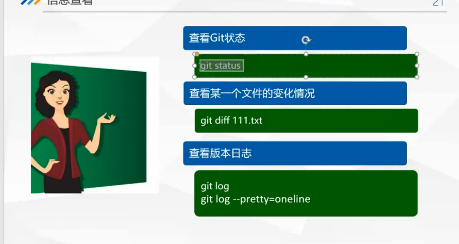 信息查看
21
查看Git状态
git status
查看某一个文件的变化情况
git diff 111.txt
查看版本日志
git log
git log --pretty=oneline